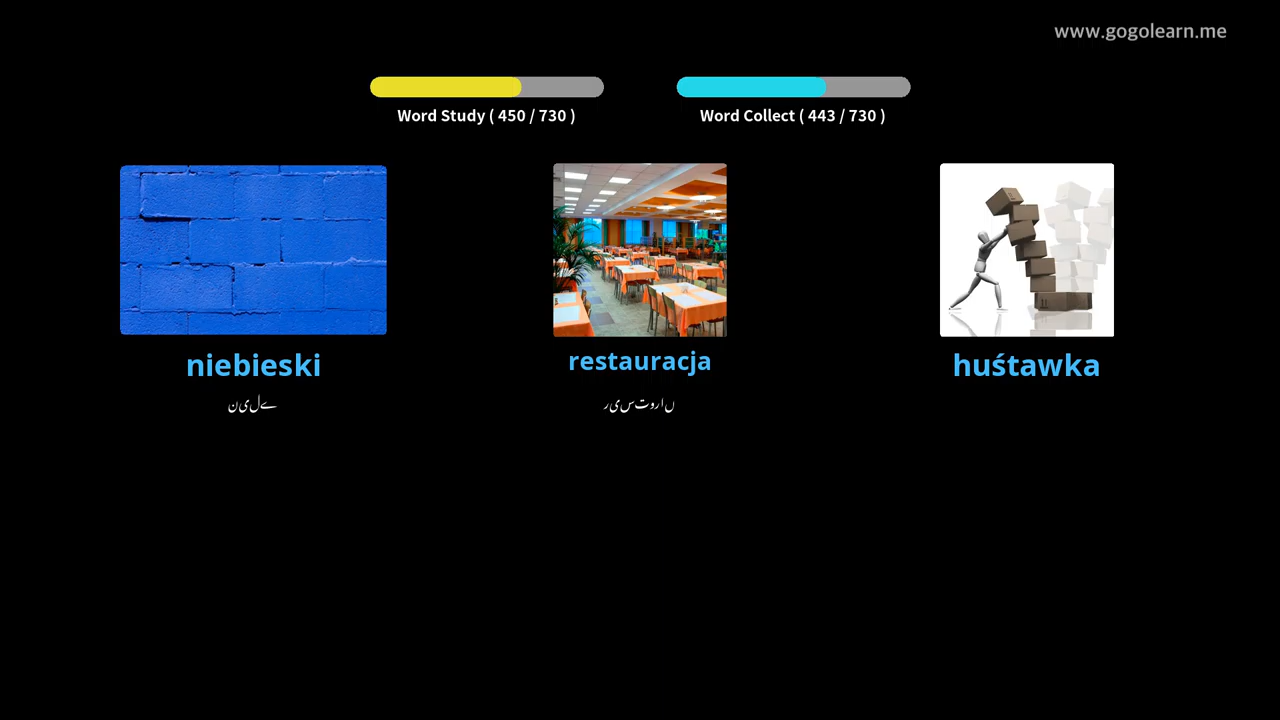 www.gogolearn.me
Word Study ( 450 / 730 )
Word Collect ( 443 / 730 )
niebieski
نیلے
restauracja
ریستوراں
huśtawka